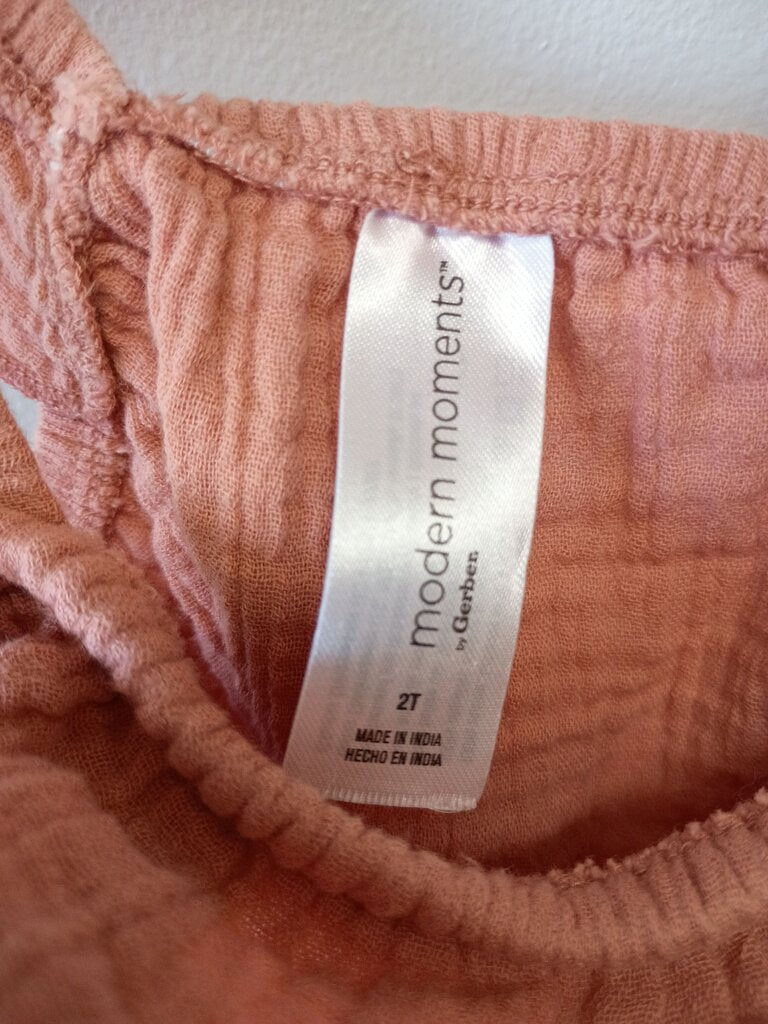 modern moments™
by Gerber.
2T
MADE IN INDIA
HECHO EN INDIA